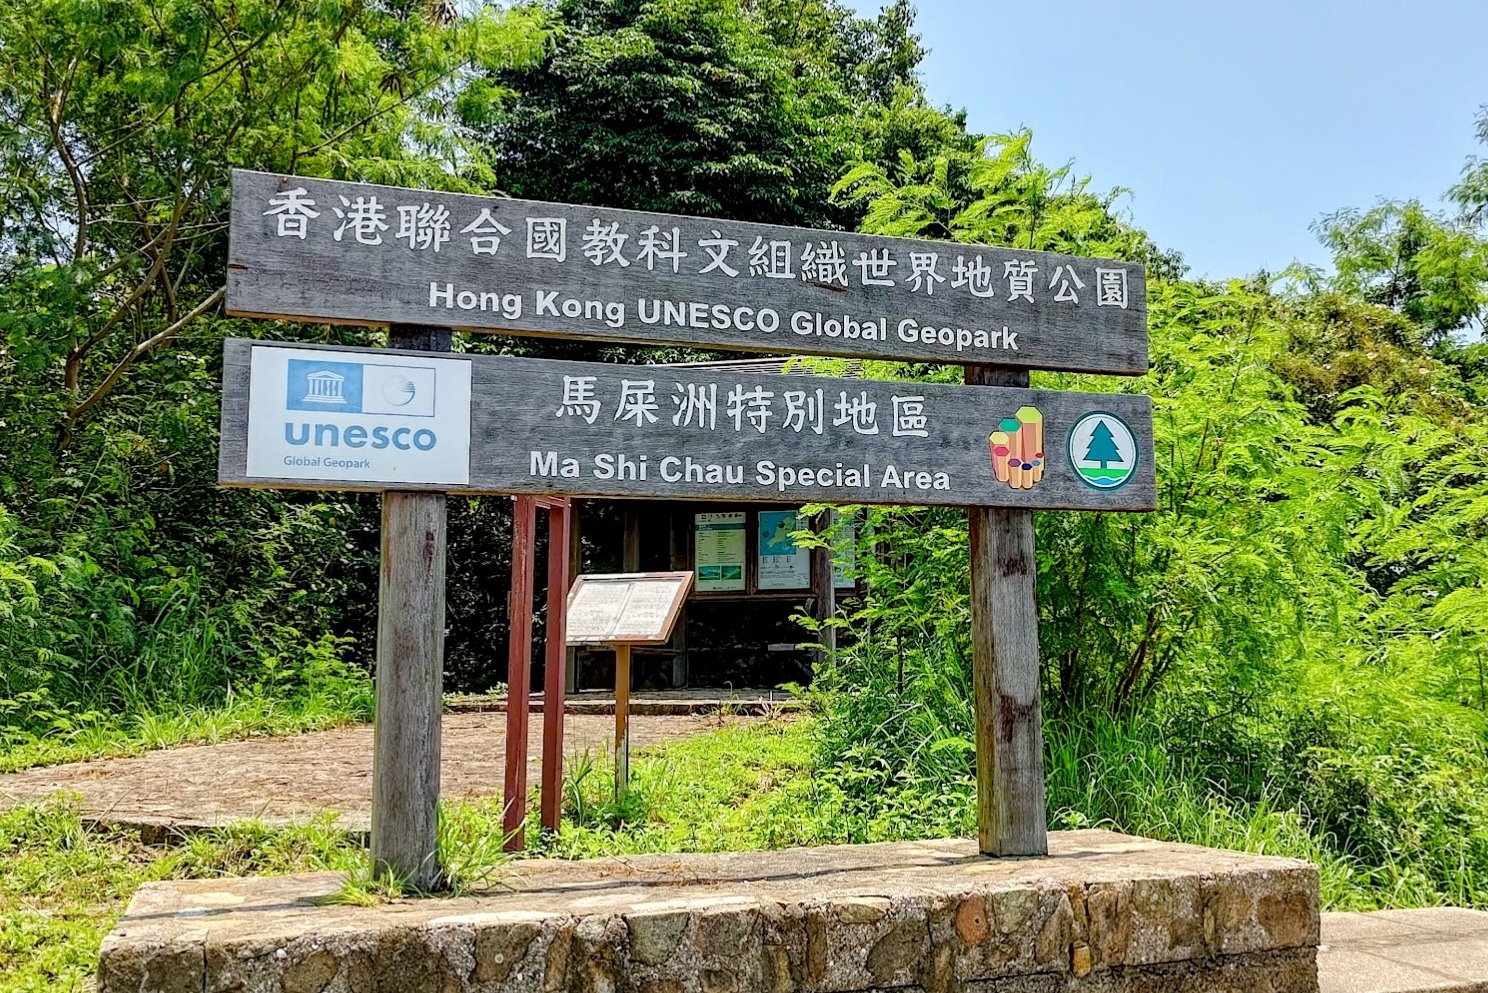 香港聯合國教科文組織世界地質公園
Hong Kong UNESCO Global Geopark
unesco
Global Geopark
馬屎洲特別地區
Ma Shi Chau Special Area